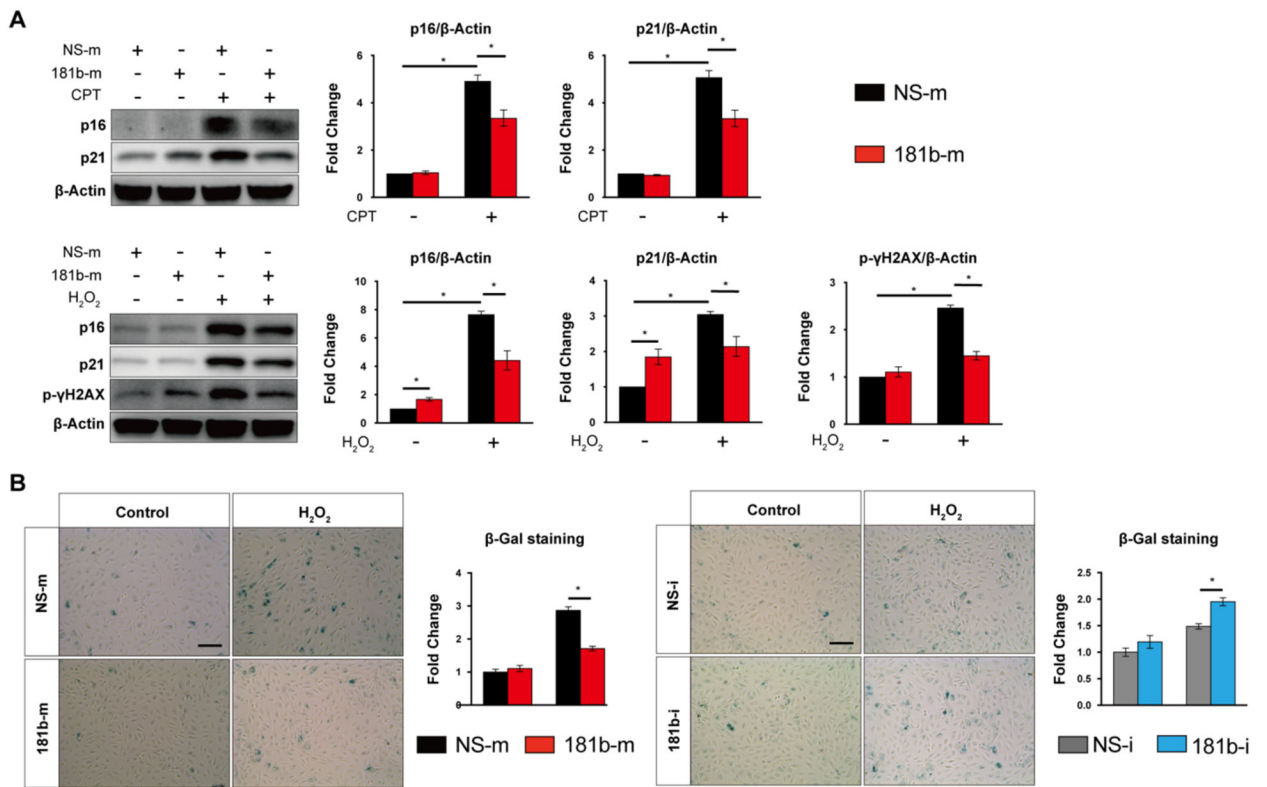 A
NS-m + - + -
181b-m - + - +
CPT - - + +
p16
p21
β-Actin
p16/β-Actin
Fold Change
6
4
2
0
*
*
CPT - +
p21/β-Actin
Fold Change
6
4
2
0
*
*
CPT - +
NS-m
181b-m
NS-m + - + -
181b-m - + - +
H₂O₂ - - + +
p16
p21
p-γH2AX
β-Actin
p16/β-Actin
Fold Change
10
8
6
4
2
0
*
*
*
H₂O₂ - +
p21/β-Actin
Fold Change
4
3
2
1
0
*
*
*
H₂O₂ - +
p-γH2AX/β-Actin
Fold Change
3
2
1
0
*
*
H₂O₂ - +
B
Control H₂O₂
NS-m
181b-m
β-Gal staining
Fold Change
4
3
2
1
0
*
NS-m 181b-m
Control H₂O₂
NS-i
181b-i
β-Gal staining
Fold Change
2.5
2.0
1.5
1.0
0.5
0.0
*
NS-i 181b-i